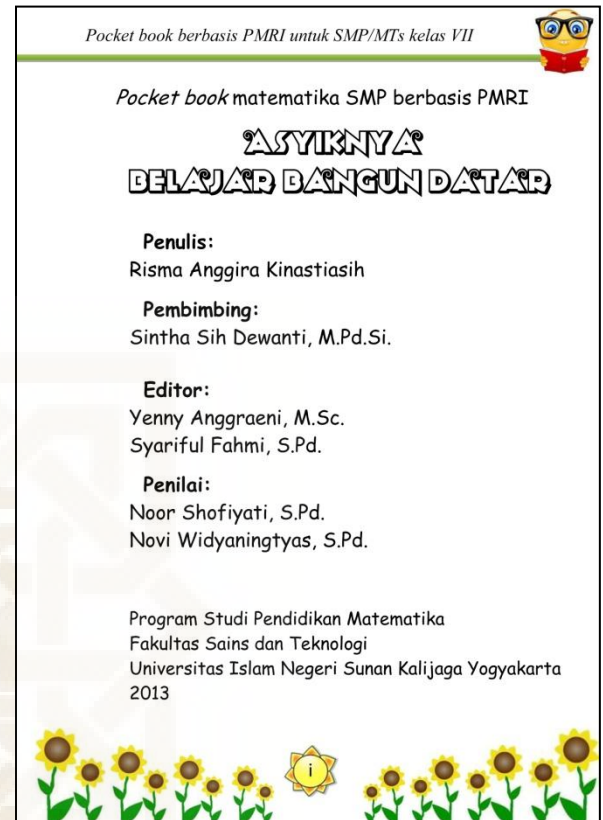 Pocket book berbasis PMRI untuk SMP/MTs kelas VII
Pocket book matematika SMP berbasis PMRI
ASYIKNYA
BELAJAR BANGUN DATAR
Penulis:
Risma Anggira Kinastiasih
Pembimbing:
Sintha Sih Dewanti, M.Pd.Si.
Editor:
Yenny Anggraeni, M.Sc.
Syariful Fahmi, S.Pd.
Penilai:
Noor Shofiyati, S.Pd.
Novi Widyaningtyas, S.Pd.
Program Studi Pendidikan Matematika
Fakultas Sains dan Teknologi
Universitas Islam Negeri Sunan Kalijaga Yogyakarta
2013
i